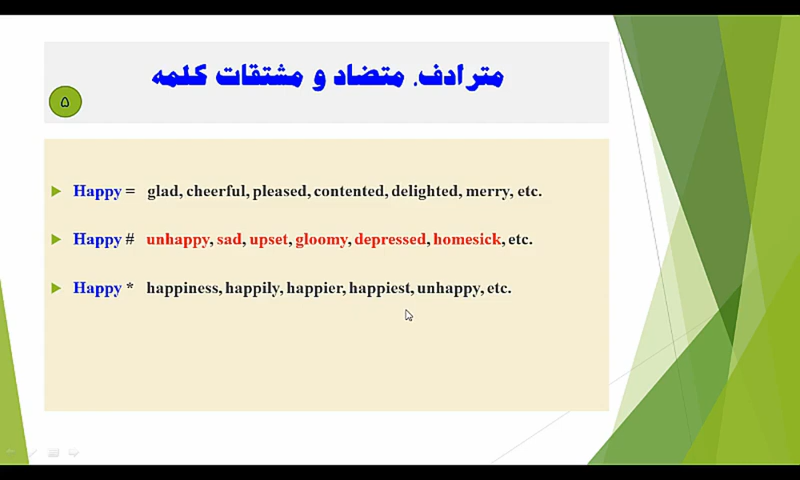 مترادف، متضاد و مشتقات کلمه
۵
Happy = glad, cheerful, pleased, contented, delighted, merry, etc.
Happy # unhappy, sad, upset, gloomy, depressed, homesick, etc.
Happy * happiness, happily, happier, happiest, unhappy, etc.